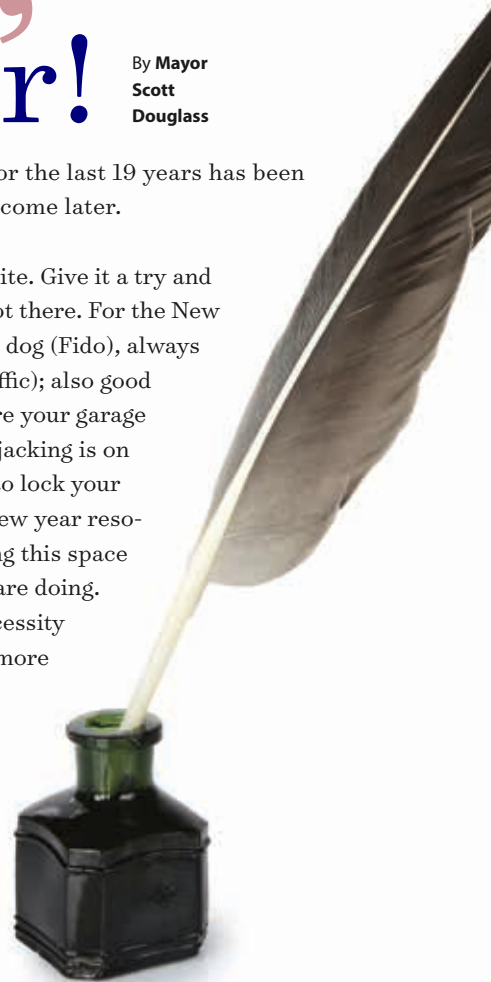 r!
By Mayor
Scott
Douglass
or the last 19 years has been
come later.
ite. Give it a try and
ot there. For the New
dog (Fido), always
ffic); also good
re your garage
jacking is on
to lock your
ew year reso-
ng this space
are doing.
cessity
more